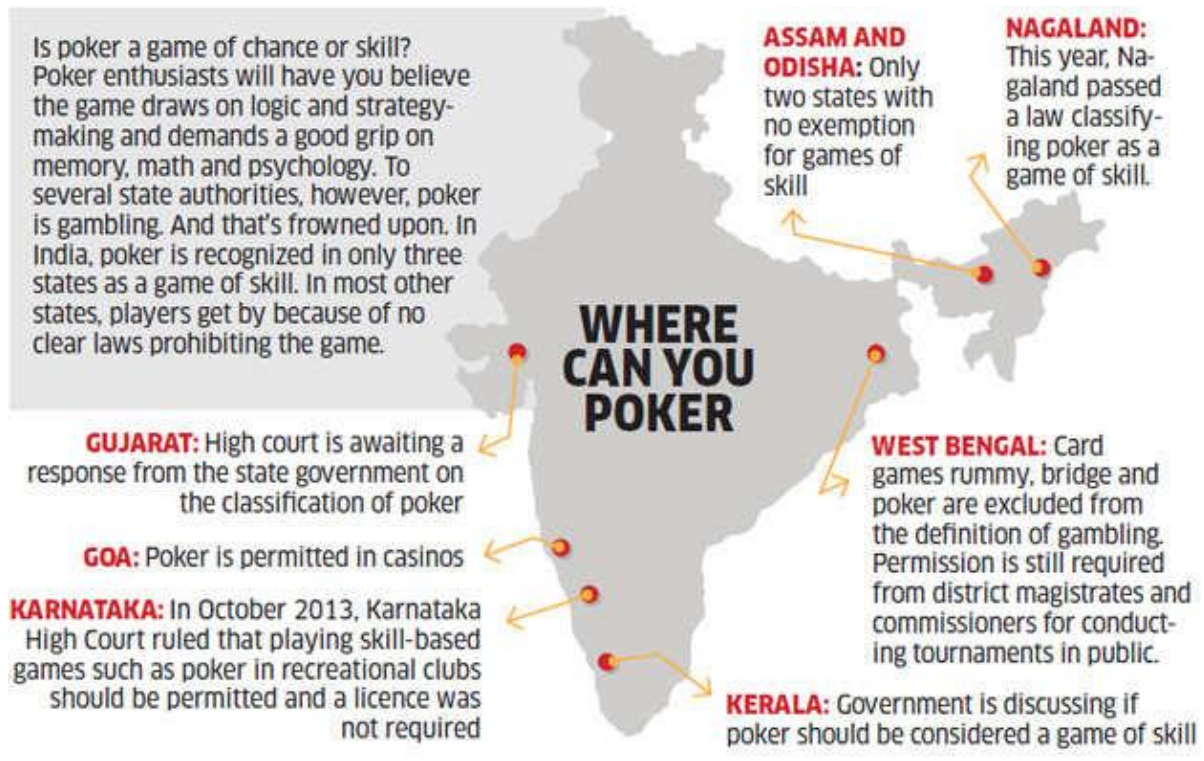 Is poker a game of chance or skill?
Poker enthusiasts will have you believe
the game draws on logic and strategy-
making and demands a good grip on
memory, math and psychology. To
several state authorities, however, poker
is gambling. And that's frowned upon. In
India, poker is recognized in only three
states as a game of skill. In most other
states, players get by because of no
clear laws prohibiting the game.
ASSAM AND
ODISHA: Only
two states with
no exemption
for games of
skill
NAGALAND:
This year, Na-
galand passed
a law classify-
ing poker as a
game of skill.
WHERE
CAN YOU
POKER
GUJARAT: High court is awaiting a
response from the state government on
the classification of poker
GOA: Poker is permitted in casinos
KARNATAKA: In October 2013, Karnataka
High Court ruled that playing skill-based
games such as poker in recreational clubs
should be permitted and a licence was
not required
WEST BENGAL: Card
games rummy, bridge and
poker are excluded from
the definition of gambling.
Permission is still required
from district magistrates and
commissioners for conduct-
ing tournaments in public.
KERALA: Government is discussing if
poker should be considered a game of skill